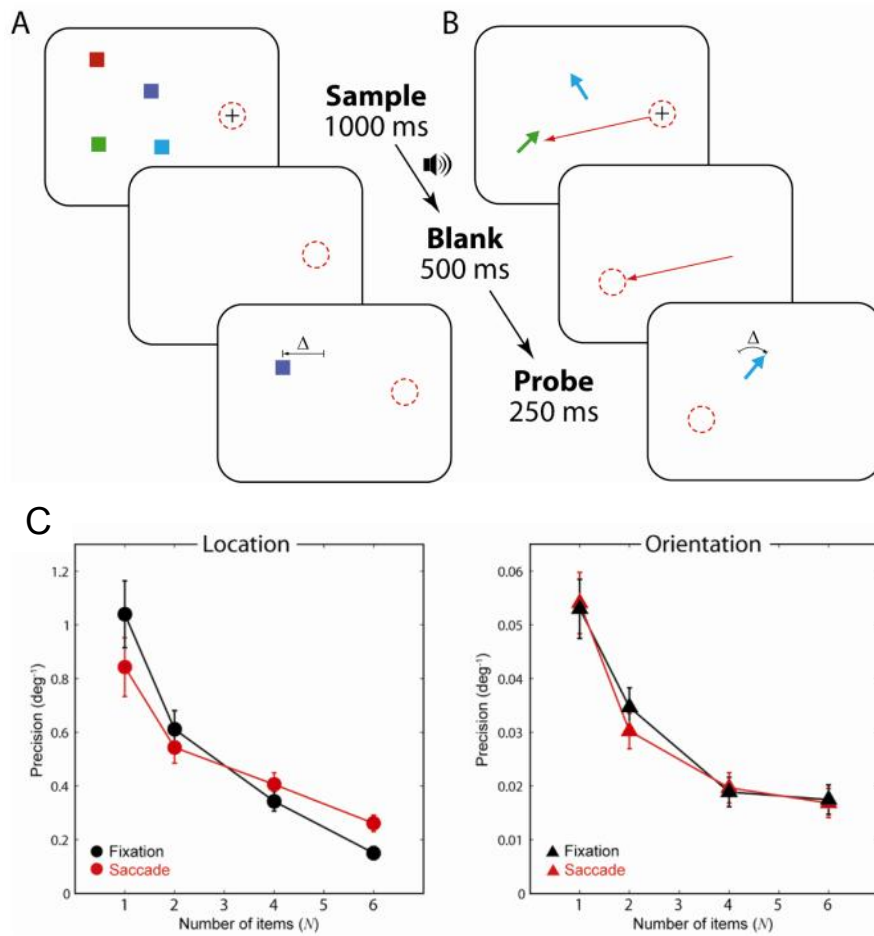 A
B
Sample
1000 ms
Blank
500 ms
Δ
Δ
Probe
250 ms
C
Location
Precision (deg⁻¹)
1.2
1
0.8
0.6
0.4
0.2
0
Fixation
Saccade
1 2 3 4 5 6
Number of items (N)
Orientation
Precision (deg⁻¹)
0.06
0.05
0.04
0.03
0.02
0.01
0
Fixation
Saccade
1 2 3 4 5 6
Number of items (N)